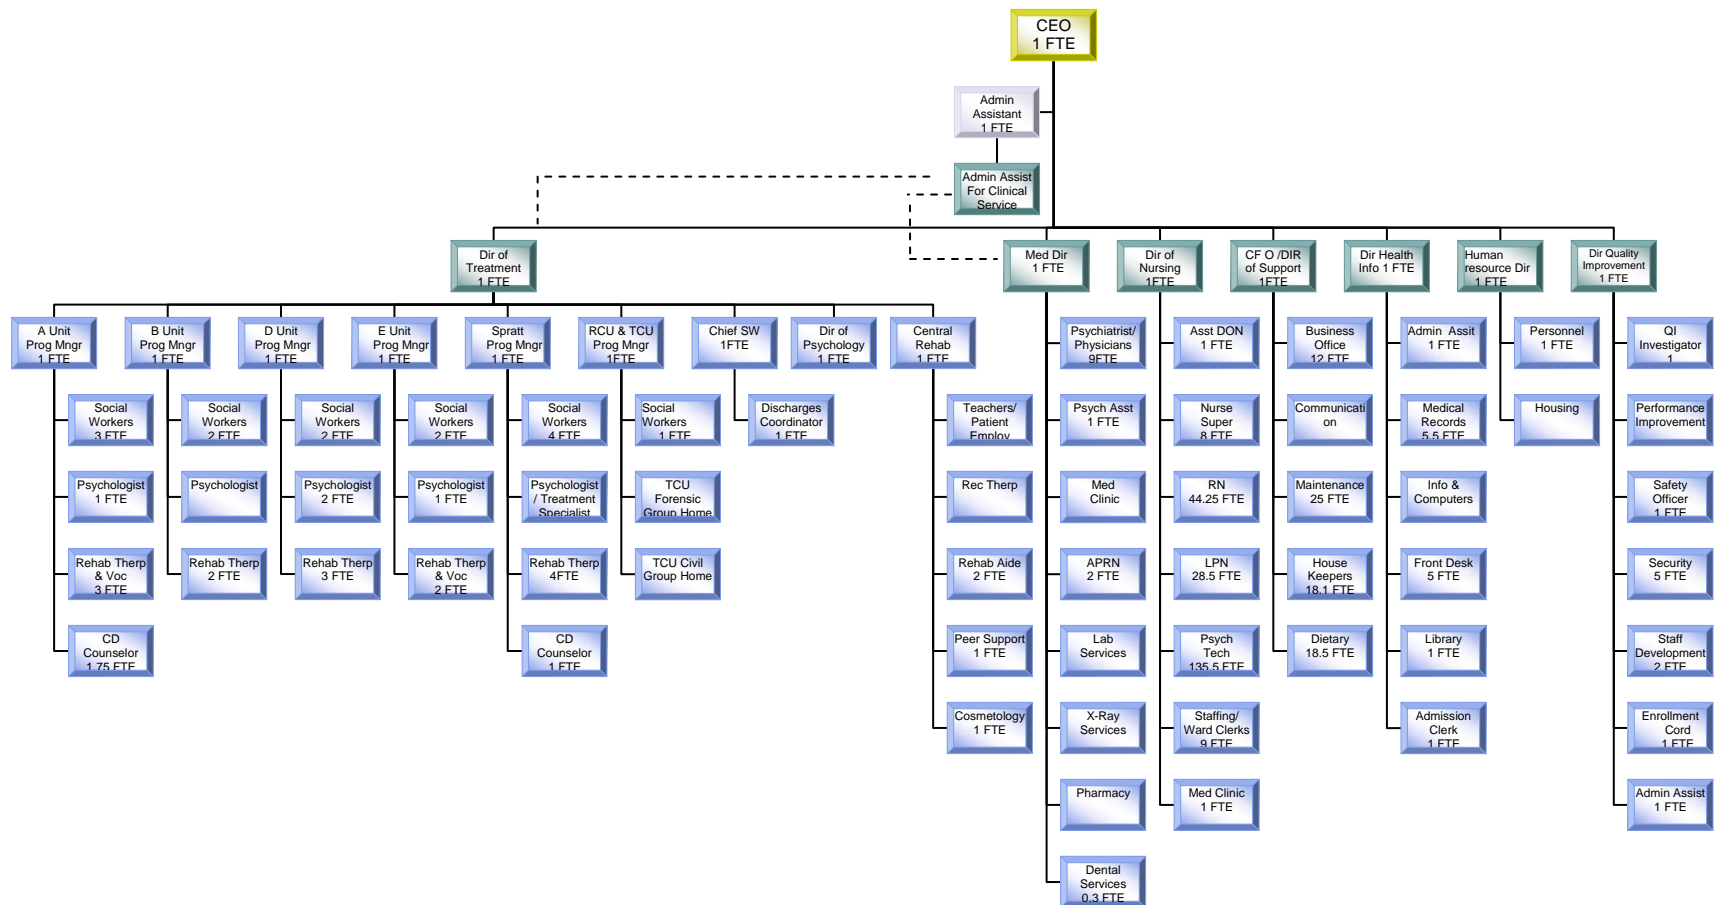 CEO
1 FTE
Admin
Assistant
1 FTE
Admin Assist
For Clinical
Service
Dir of
Treatment
1 FTE
Med Dir
1 FTE
Dir of
Nursing
1FTE
CF O /DIR
of Support
1FTE
Dir Health
Info 1 FTE
Human
resource Dir
1 FTE
Dir Quality
Improvement
1 FTE
A Unit
Prog Mngr
1 FTE
B Unit
Prog Mngr
1 FTE
D Unit
Prog Mngr
1 FTE
E Unit
Prog Mngr
1 FTE
Spratt
Prog Mngr
1 FTE
RCU & TCU
Prog Mngr
1FTE
Chief SW
1FTE
Dir of
Psychology
1 FTE
Central
Rehab
1 FTE
Psychiatrist/
Physicians
9FTE
Asst DON
1 FTE
Business
Office
12 FTE
Admin Assit
1 FTE
Personnel
1 FTE
QI
Investigator
1
Social
Workers
3 FTE
Social
Workers
2 FTE
Social
Workers
2 FTE
Social
Workers
2 FTE
Social
Workers
4 FTE
Social
Workers
1 FTE
Discharges
Coordinator
1 FTE
Teachers/
Patient
Employ
Psych Asst
1 FTE
Nurse
Super
8 FTE
Communicati
on
Medical
Records
5.5 FTE
Housing
Performance
Improvement
Psychologist
1 FTE
Psychologist
Psychologist
2 FTE
Psychologist
1 FTE
Psychologist
/ Treatment
Specialist
TCU
Forensic
Group Home
Rec Therp
Med
Clinic
RN
44.25 FTE
Maintenance
25 FTE
Info &
Computers
Safety
Officer
1 FTE
Rehab Therp
& Voc
3 FTE
Rehab Therp
2 FTE
Rehab Therp
3 FTE
Rehab Therp
& Voc
2 FTE
Rehab Therp
4FTE
TCU Civil
Group Home
Rehab Aide
2 FTE
APRN
2 FTE
LPN
28.5 FTE
House
Keepers
18.1 FTE
Front Desk
5 FTE
Security
5 FTE
CD
Counselor
1.75 FTE
CD
Counselor
1 FTE
Peer Support
1 FTE
Lab
Services
Psych
Tech
135.5 FTE
Dietary
18.5 FTE
Library
1 FTE
Staff
Development
2 FTE
Cosmetology
1 FTE
X-Ray
Services
Staffing/
Ward Clerks
9 FTE
Admission
Clerk
1 FTE
Enrollment
Cord
1 FTE
Pharmacy
Med Clinic
1 FTE
Admin Assist
1 FTE
Dental
Services
0.3 FTE